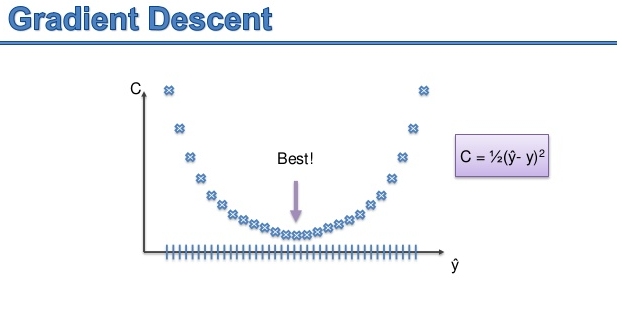 Gradient Descent
C
Best!
C = ½(ŷ- y)²
ŷ